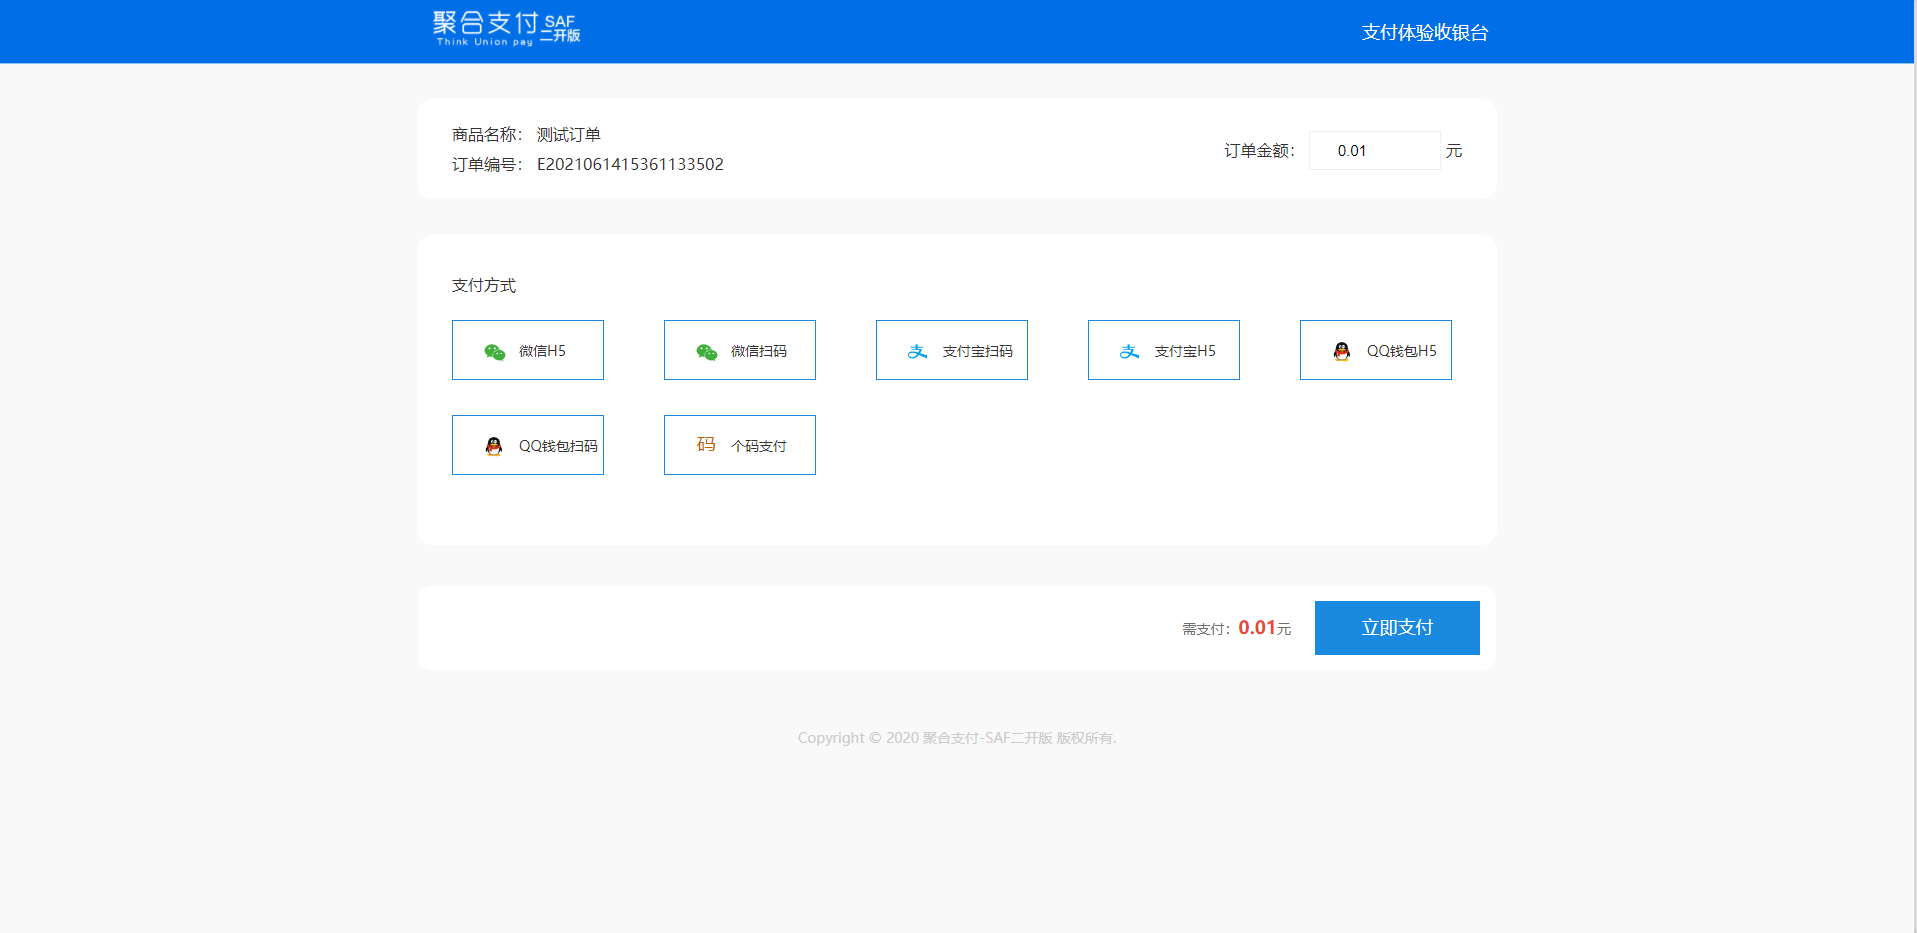 聚合支付 SAF
Think Union pay 二开版
支付体验收银台
商品名称： 测试订单
订单编号： E2021061415361133502
订单金额： 0.01 元
支付方式
微信H5
微信扫码
支付宝扫码
支付宝H5
QQ钱包H5
QQ钱包扫码
码 个码支付
需支付：0.01元
立即支付
Copyright © 2020 聚合支付-SAF二开版 版权所有.